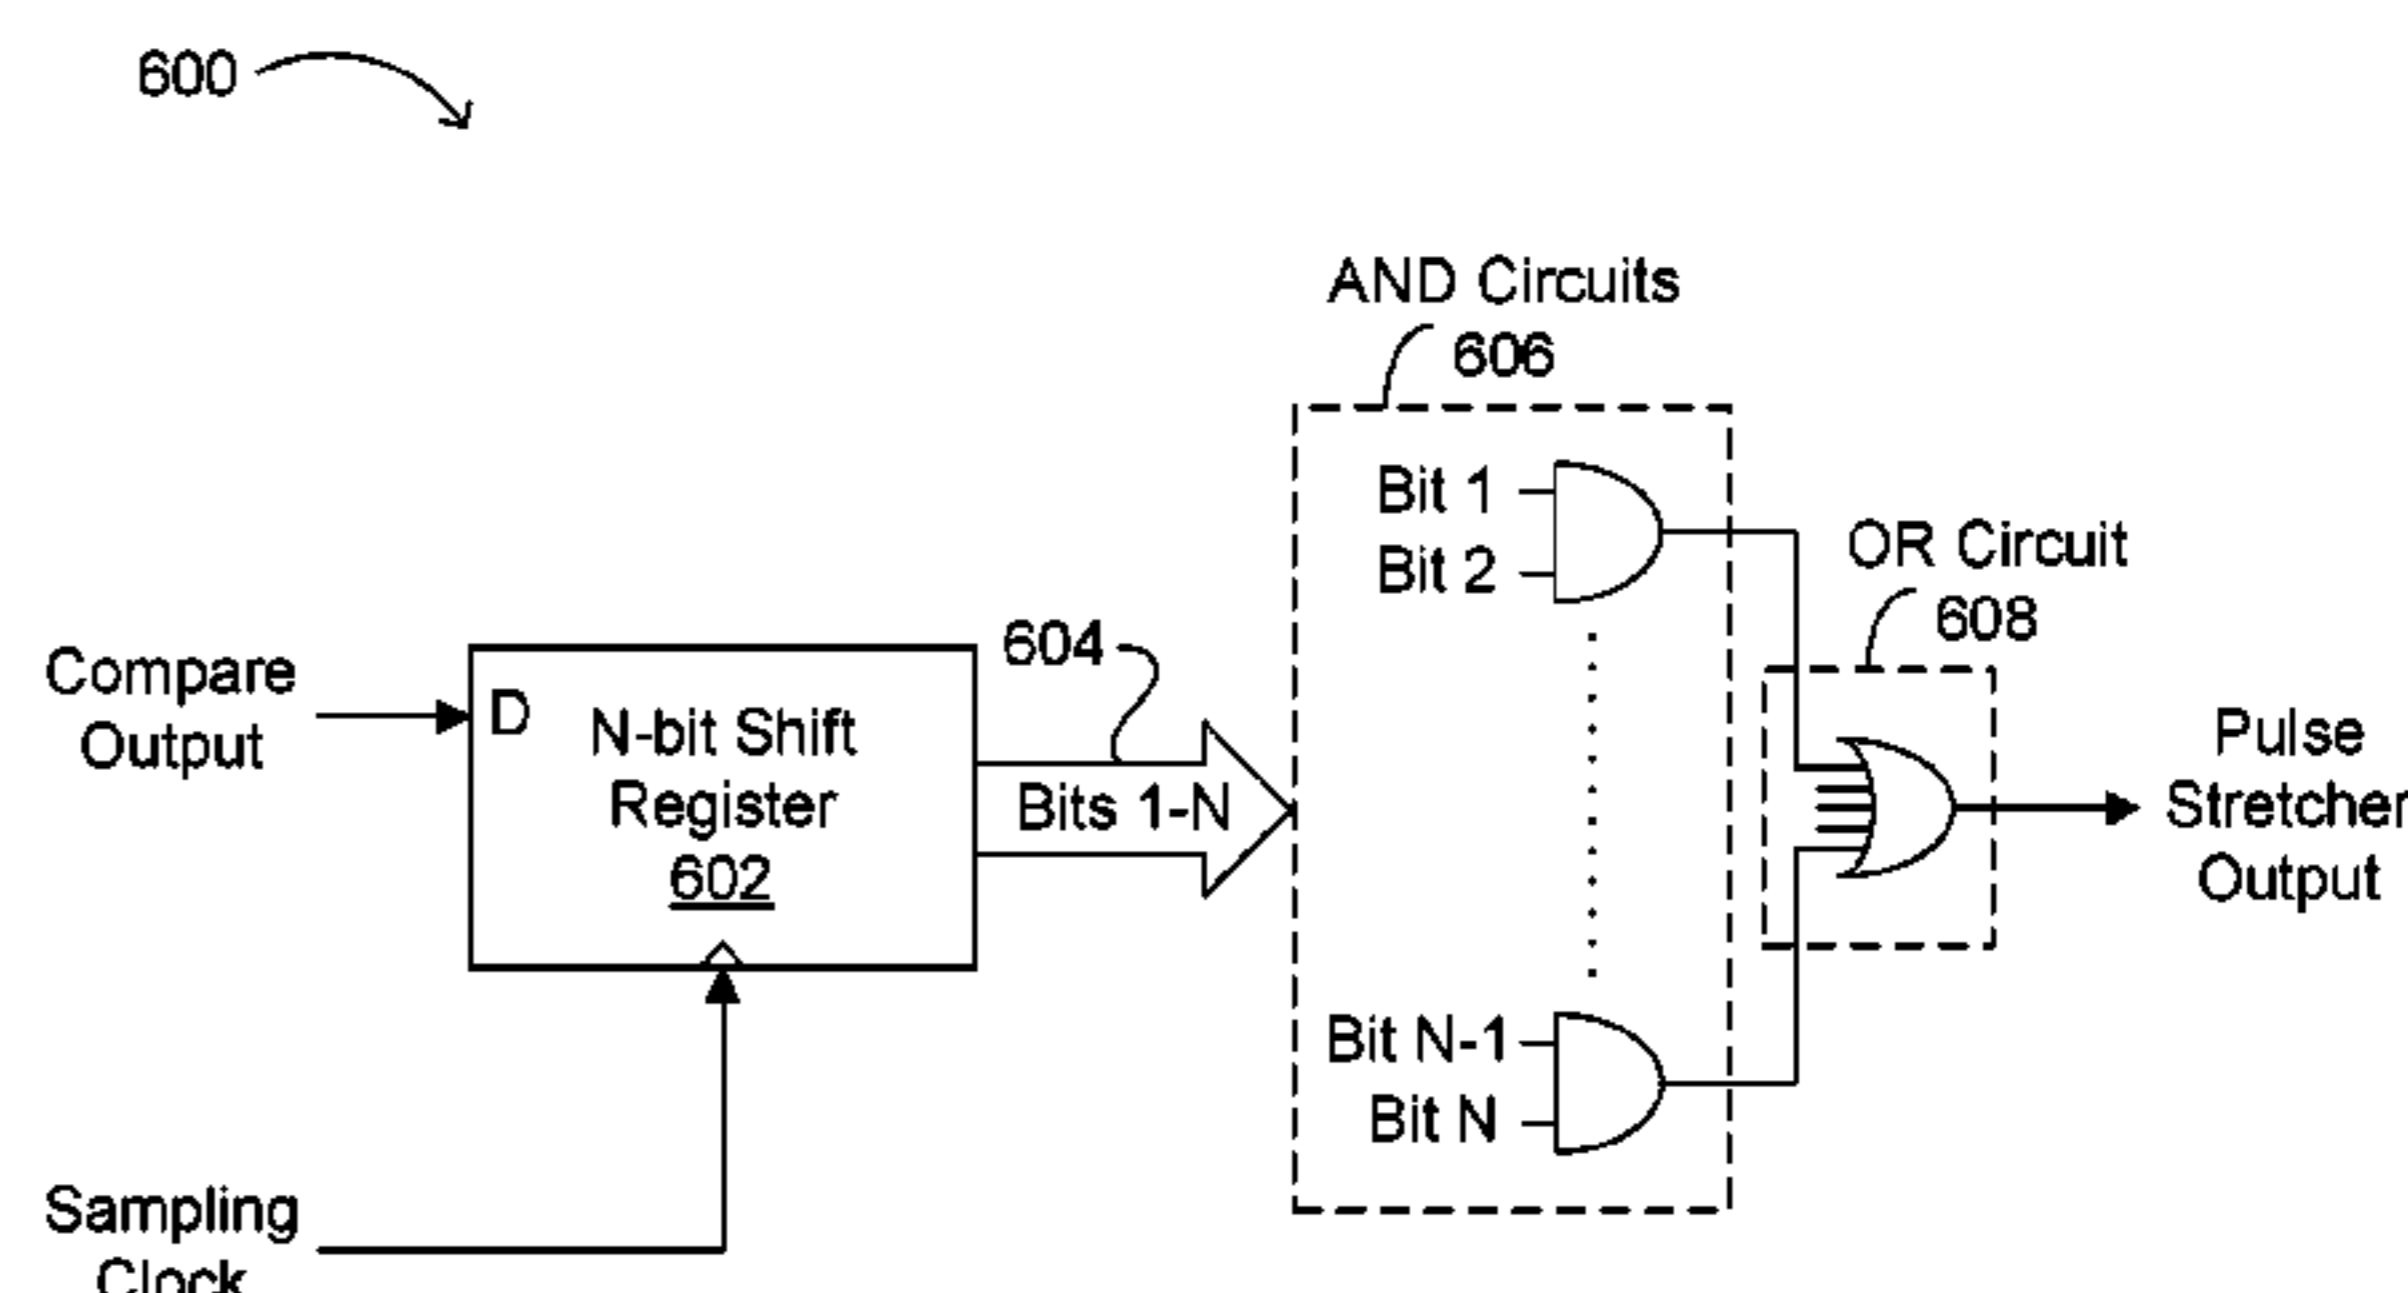 600
AND Circuits
606
Bit 1
Bit 2
OR Circuit
608
604
Compare
Output
D
N-bit Shift
Register
602
Bits 1-N
Pulse
Stretcher
Output
Bit N-1
Bit N
Sampling
Clock